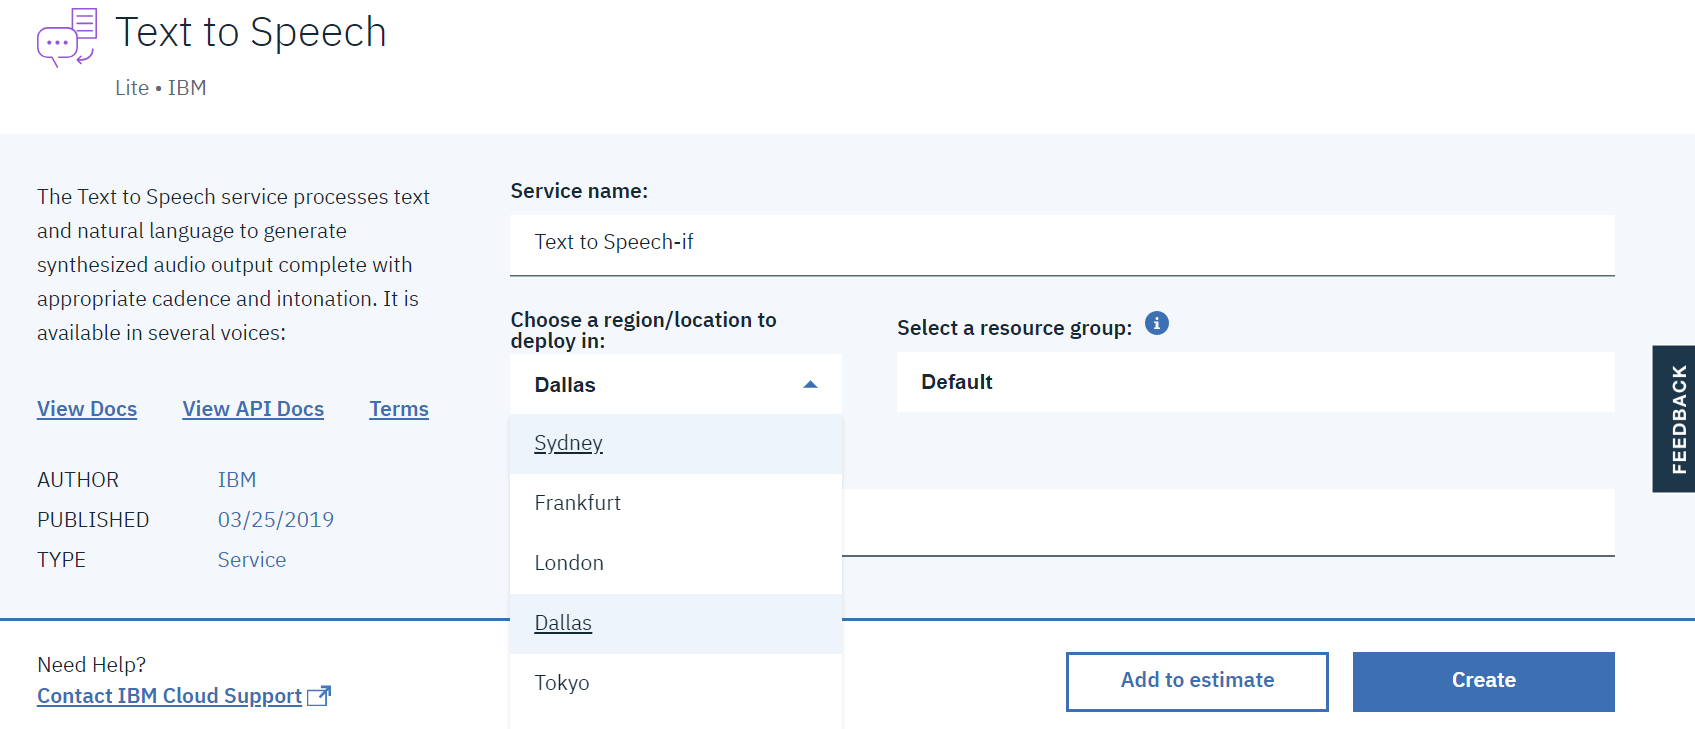 Text to Speech
Lite • IBM
The Text to Speech service processes text
and natural language to generate
synthesized audio output complete with
appropriate cadence and intonation. It is
available in several voices:
View Docs View API Docs Terms
AUTHOR IBM
PUBLISHED 03/25/2019
TYPE Service
Service name:
Text to Speech-if
Choose a region/location to
deploy in:
Dallas
Sydney
Frankfurt
London
Dallas
Tokyo
Select a resource group:
Default
FEEDBACK
Need Help?
Contact IBM Cloud Support
Add to estimate
Create